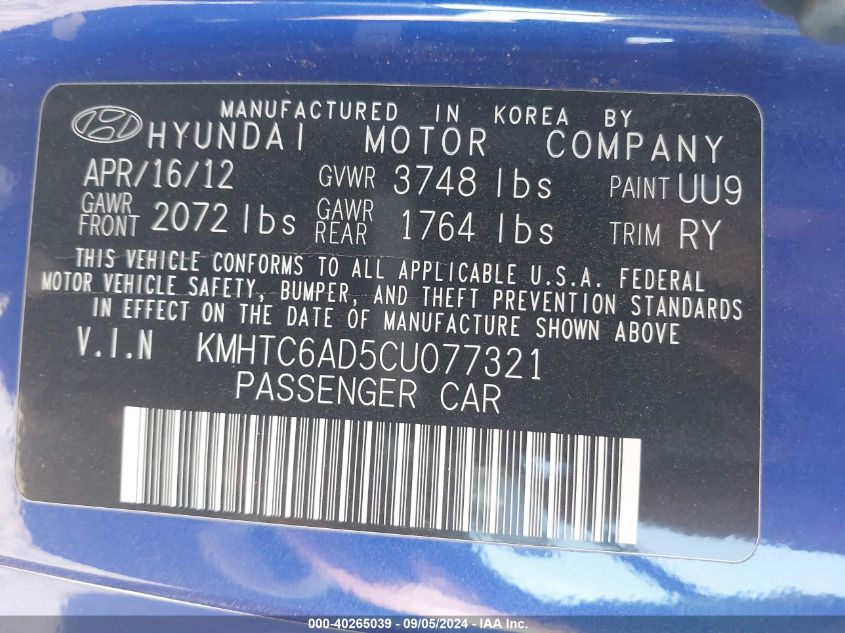 MANUFACTURED IN KOREA BY
HYUNDAI MOTOR COMPANY
APR/16/12 GVWR 3748 lbs PAINT UU9
GAWR FRONT 2072 lbs GAWR REAR 1764 lbs TRIM RY
THIS VEHICLE CONFORMS TO ALL APPLICABLE U.S.A. FEDERAL
MOTOR VEHICLE SAFETY, BUMPER, AND THEFT PREVENTION STANDARDS
IN EFFECT ON THE DATE OF MANUFACTURE SHOWN ABOVE
V.I.N KMHTC6AD5CU077321
PASSENGER CAR
000-40265039 - 09/05/2024 - IAAI.com